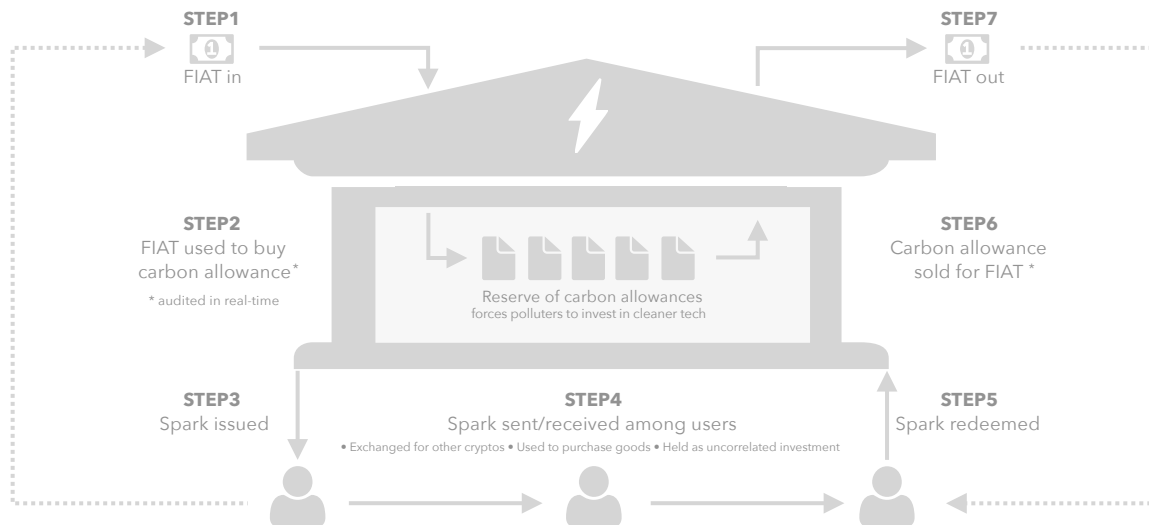 STEP1
1
FIAT in
STEP7
1
FIAT out
STEP2
FIAT used to buy
carbon allowance*
* audited in real-time
Reserve of carbon allowances
forces polluters to invest in cleaner tech
STEP6
Carbon allowance
sold for FIAT *
STEP3
Spark issued
STEP4
Spark sent/received among users
• Exchanged for other cryptos • Used to purchase goods • Held as uncorrelated investment
STEP5
Spark redeemed